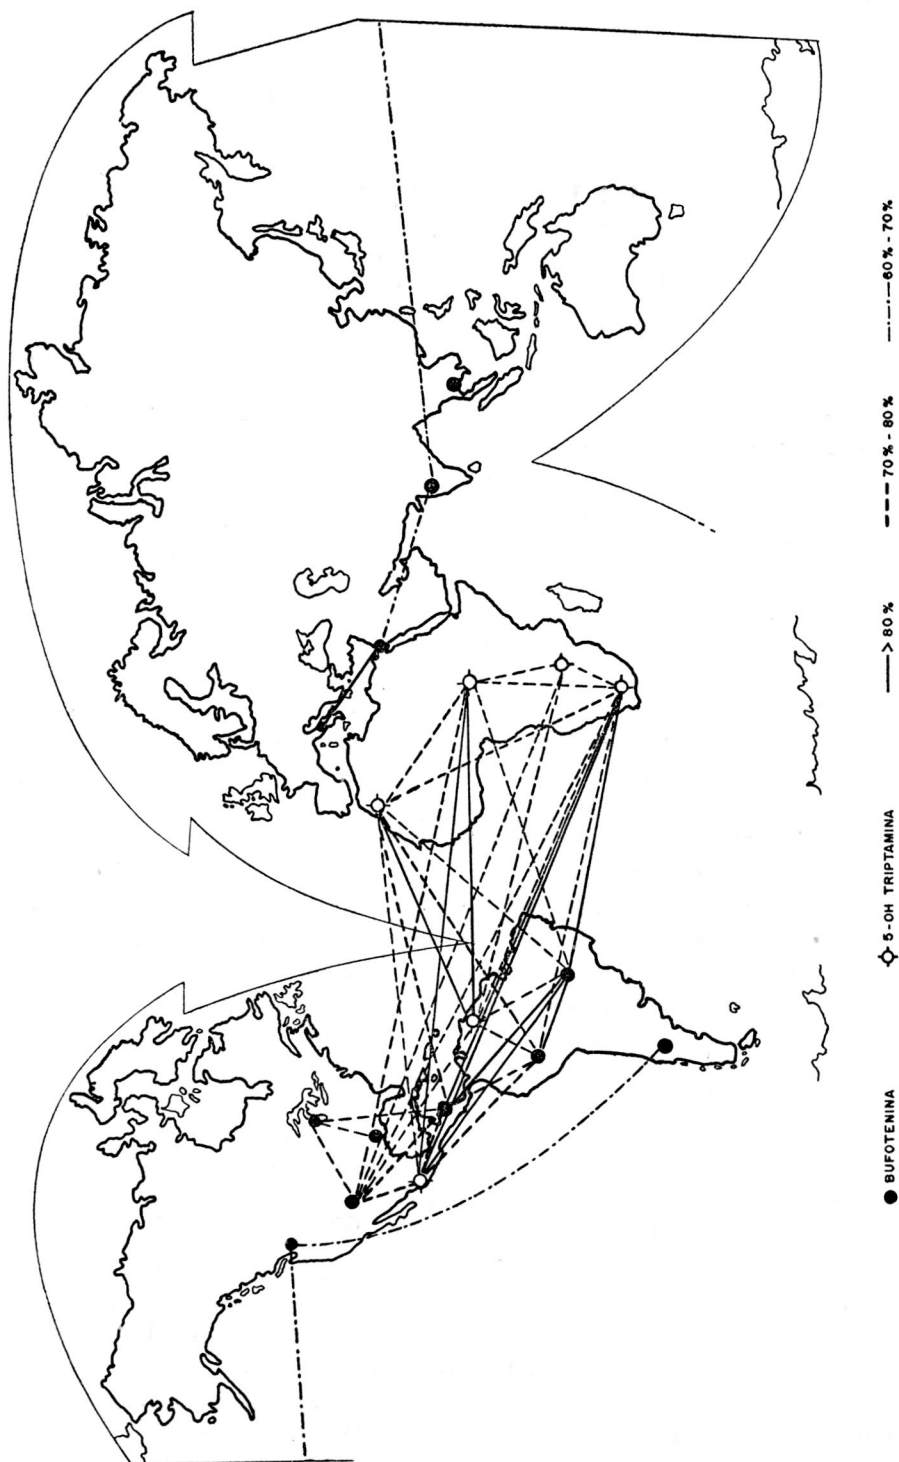 ● BUFOTENINA
5-OH TRIPTAMINA
> 80%
70% - 80%
60% - 70%